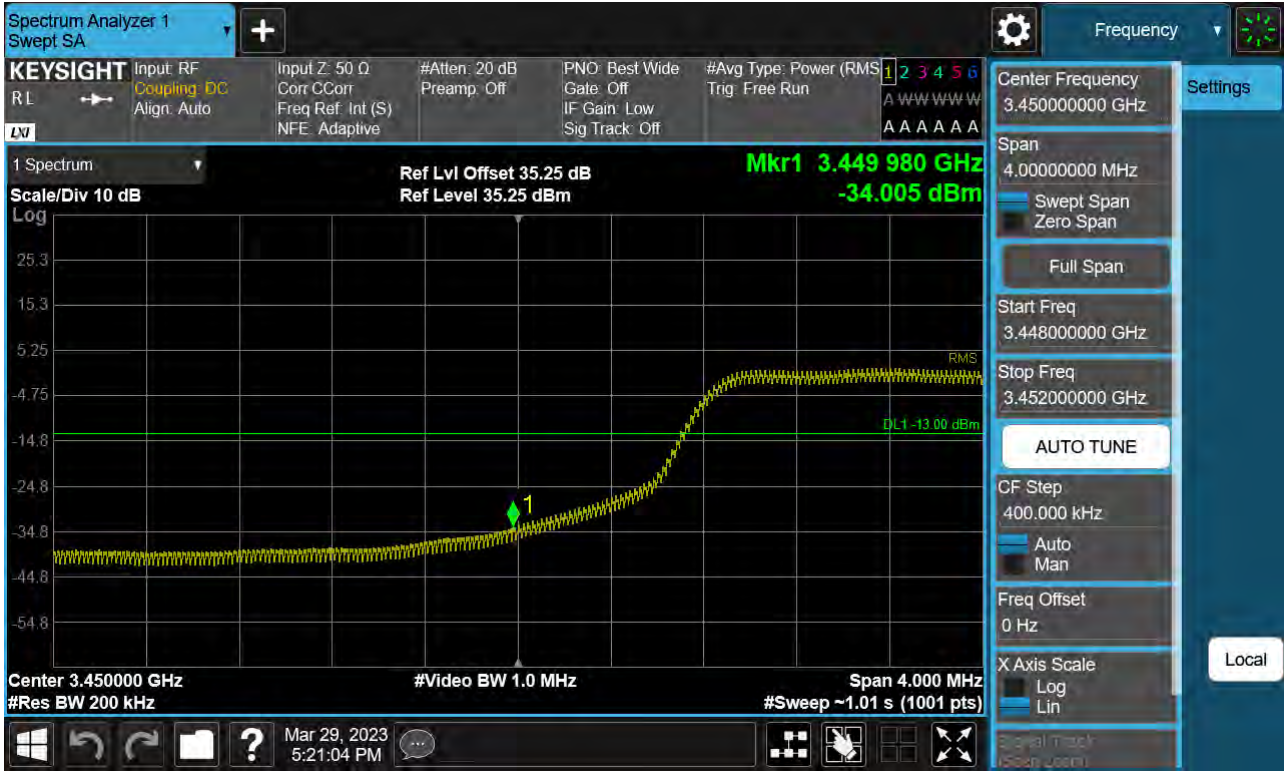 Spectrum Analyzer 1
Swept SA
+
Frequency
KEYSIGHT
RL
LXI
Input: RF
Coupling: DC
Align: Auto
Input Z: 50 Ω
Corr CCorr
Freq Ref: Int (S)
NFE: Adaptive
#Atten: 20 dB
Preamp: Off
PNO: Best Wide
Gate: Off
IF Gain: Low
Sig Track: Off
#Avg Type: Power (RMS
Trig: Free Run
1 2 3 4 5 6
A W W W W W
A A A A A A
1 Spectrum
Scale/Div 10 dB
Log
Ref Lvl Offset 35.25 dB
Ref Level 35.25 dBm
Mkr1 3.449 980 GHz
-34.005 dBm
25.3
15.3
5.25
-4.75
-14.8
-24.8
-34.8
-44.8
-54.8
RMS
DL1 -13.00 dBm
1
Center 3.450000 GHz
#Res BW 200 kHz
#Video BW 1.0 MHz
Span 4.000 MHz
#Sweep ~1.01 s (1001 pts)
Center Frequency
3.450000000 GHz
Span
4.00000000 MHz
Swept Span
Zero Span
Full Span
Start Freq
3.448000000 GHz
Stop Freq
3.452000000 GHz
AUTO TUNE
CF Step
400.000 kHz
Auto
Man
Freq Offset
0 Hz
X Axis Scale
Log
Lin
Signal Track
(Span Zoom)
Settings
Local
?
Mar 29, 2023
5:21:04 PM